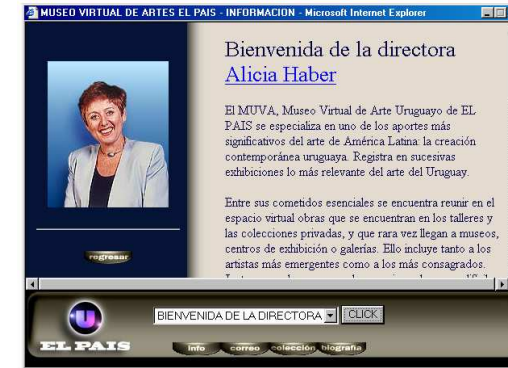 MUSEO VIRTUAL DE ARTES EL PAIS - INFORMACION - Microsoft Internet Explorer
Bienvenida de la directora
Alicia Haber
El MUVA, Museo Virtual de Arte Uruguayo de EL
PAIS se especializa en uno de los aportes más
significativos del arte de América Latina: la creación
contemporánea uruguaya. Registra en sucesivas
exhibiciones lo más relevante del arte del Uruguay.
Entre sus cometidos esenciales se encuentra reunir en el
espacio virtual obras que se encuentran en los talleres y
las colecciones privadas, y que rara vez llegan a museos,
centros de exhibición o galerías. Ello incluye tanto a los
artistas más emergentes como a los más consagrados.
regresar
BIENVENIDA DE LA DIRECTORA CLICK
EL PAIS
info correo colección biografía